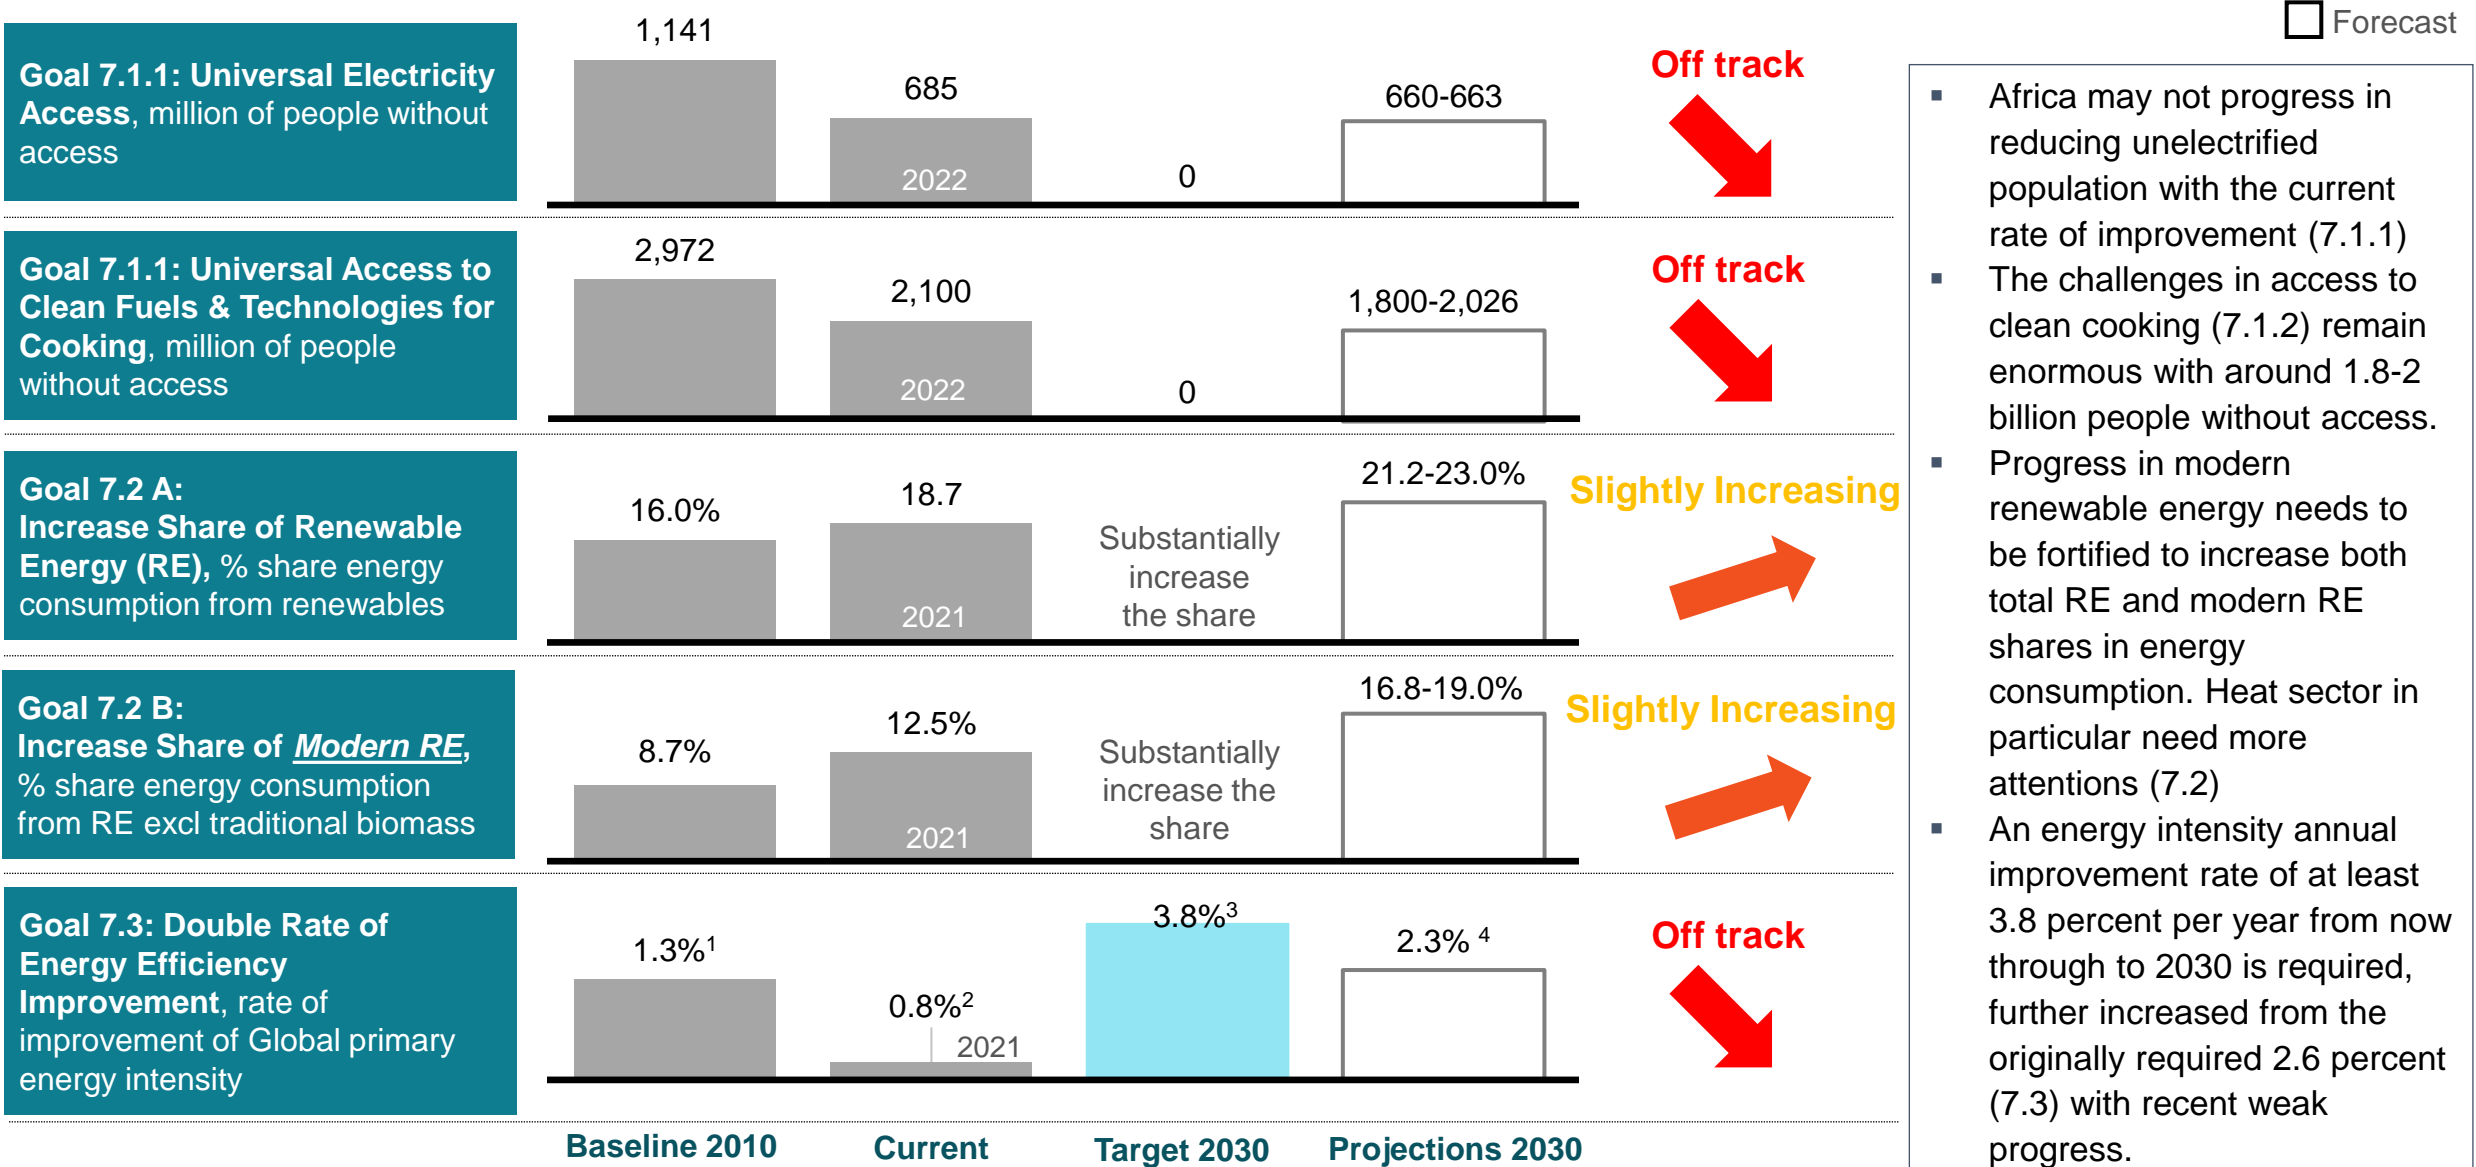 Forecast
Goal 7.1.1: Universal Electricity
Access, million of people without
access
1,141
685
2022
0
660-663
Off track
Goal 7.1.1: Universal Access to
Clean Fuels & Technologies for
Cooking, million of people
without access
2,972
2,100
2022
0
1,800-2,026
Off track
Goal 7.2 A:
Increase Share of Renewable
Energy (RE), % share energy
consumption from renewables
16.0%
18.7
2021
Substantially
increase
the share
21.2-23.0%
Slightly Increasing
Goal 7.2 B:
Increase Share of Modern RE,
% share energy consumption
from RE excl traditional biomass
8.7%
12.5%
2021
Substantially
increase the
share
16.8-19.0%
Slightly Increasing
Goal 7.3: Double Rate of
Energy Efficiency
Improvement, rate of
improvement of Global primary
energy intensity
1.3%¹
0.8%²
2021
3.8%³
2.3% ⁴
Off track
Baseline 2010
Current
Target 2030
Projections 2030
▪ Africa may not progress in
reducing unelectrified
population with the current
rate of improvement (7.1.1)
▪ The challenges in access to
clean cooking (7.1.2) remain
enormous with around 1.8-2
billion people without access.
▪ Progress in modern
renewable energy needs to
be fortified to increase both
total RE and modern RE
shares in energy
consumption. Heat sector in
particular need more
attentions (7.2)
▪ An energy intensity annual
improvement rate of at least
3.8 percent per year from now
through to 2030 is required,
further increased from the
originally required 2.6 percent
(7.3) with recent weak
progress.